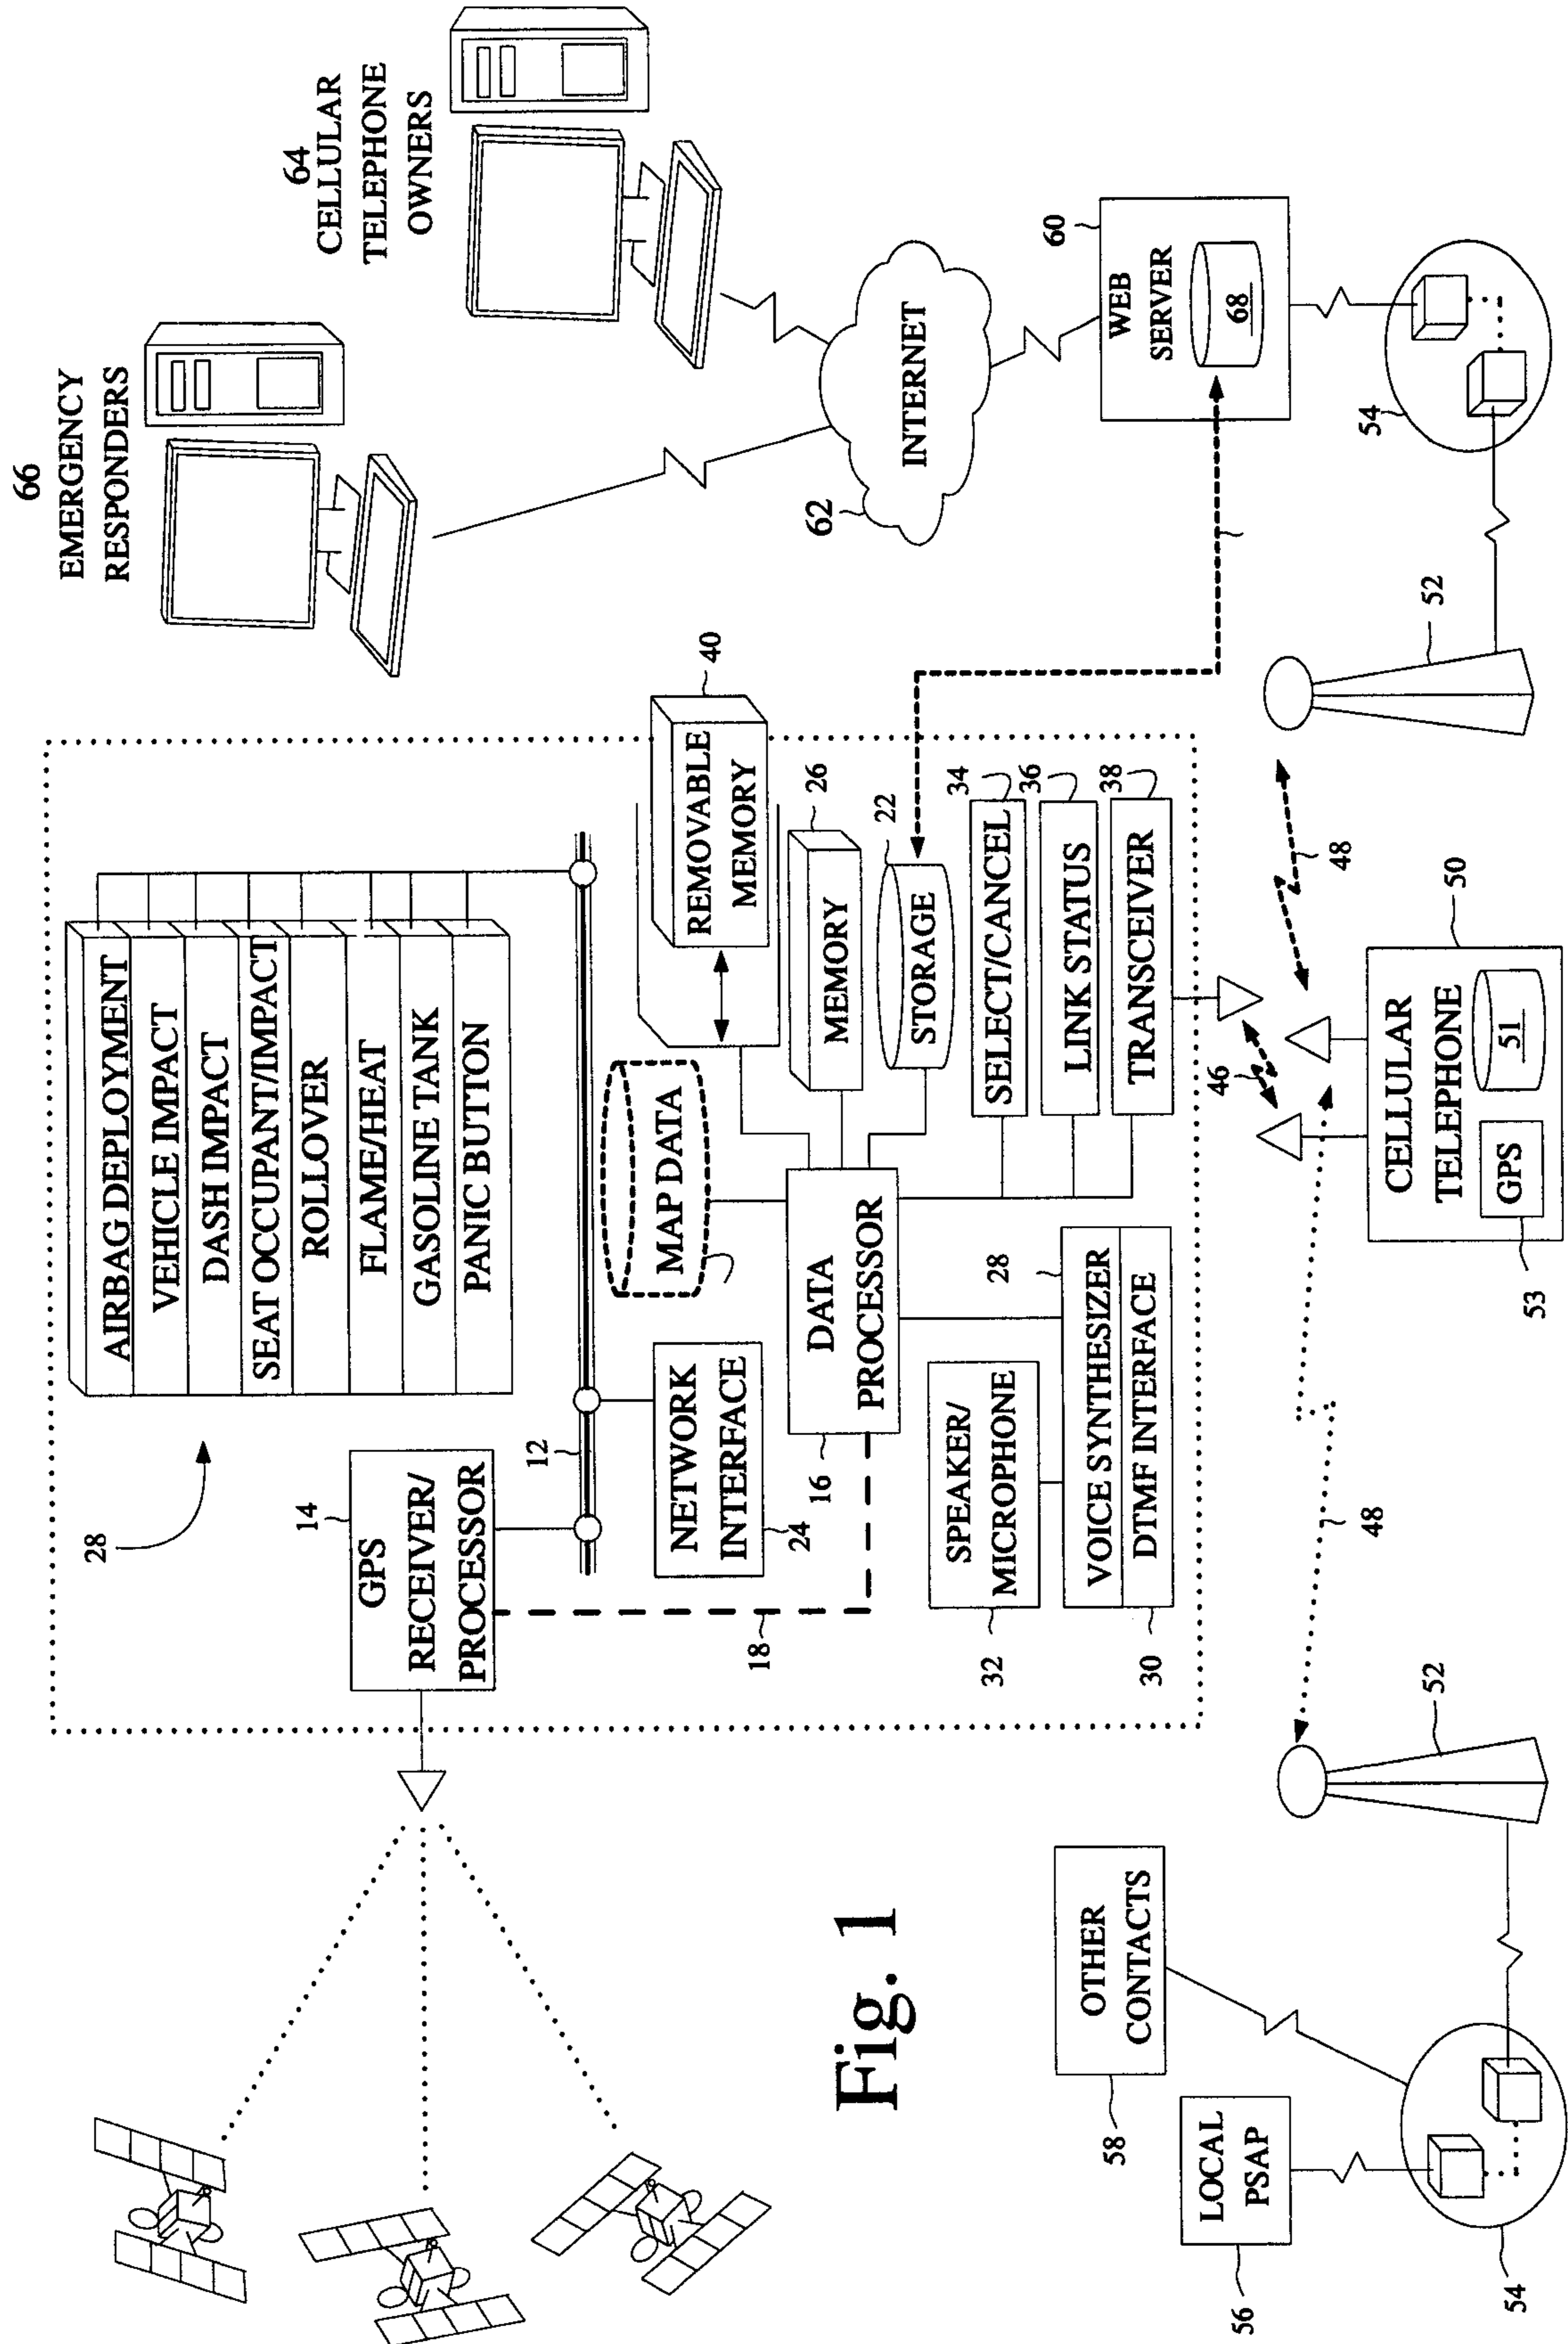 66
EMERGENCY
RESPONDERS
64
CELLULAR
TELEPHONE
OWNERS
62
INTERNET
60
WEB
SERVER
68
54
52
28
AIRBAG DEPLOYMENT
VEHICLE IMPACT
DASH IMPACT
SEAT OCCUPANT/IMPACT
ROLLOVER
FLAME/HEAT
GASOLINE TANK
PANIC BUTTON
14
GPS
RECEIVER/
PROCESSOR
12
18
NETWORK
INTERFACE
24
MAP DATA
40
REMOVABLE
MEMORY
26
MEMORY
22
STORAGE
16
DATA
PROCESSOR
34
SELECT/CANCEL
36
LINK STATUS
38
TRANSCEIVER
SPEAKER/
MICROPHONE
32
28
VOICE SYNTHESIZER
DTMF INTERFACE
30
46
48
48
50
CELLULAR
TELEPHONE
51
GPS
53
52
Fig. 1
OTHER
CONTACTS
58
LOCAL
PSAP
56
54